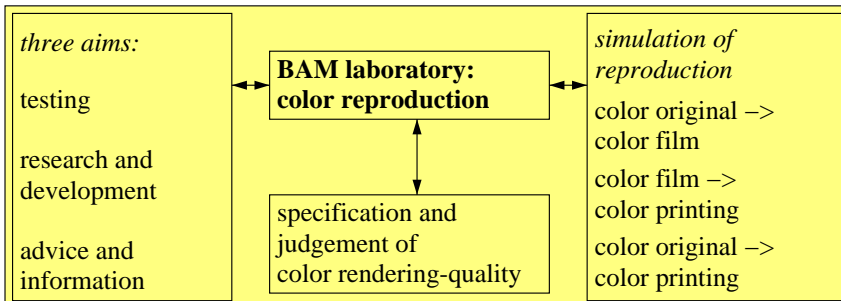 three aims:
testing
research and
development
advice and
information
BAM laboratory:
color reproduction
specification and
judgement of
color rendering-quality
simulation of
reproduction
color original −>
color film
color film −>
color printing
color original −>
color printing